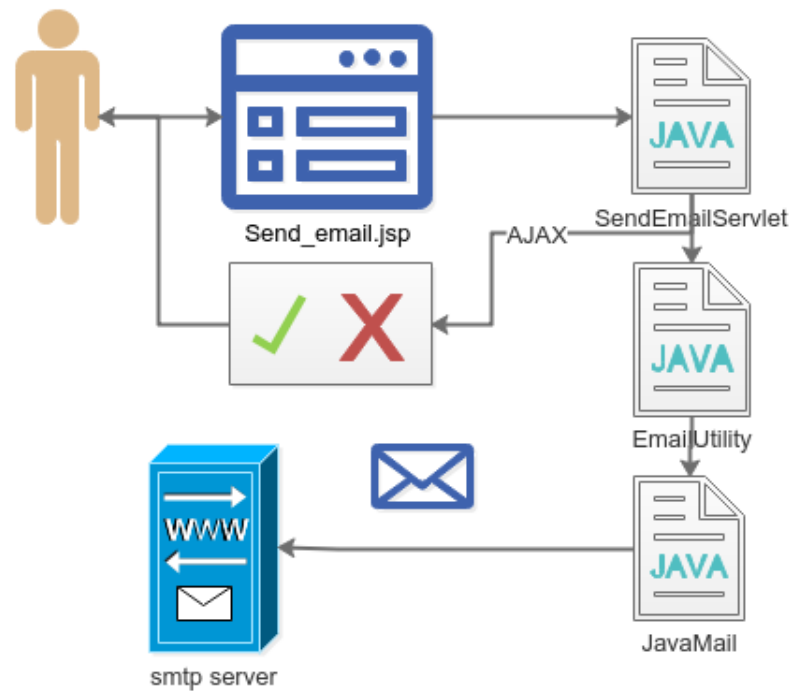 JAVA
Send_email.jsp
SendEmailServlet
AJAX
JAVA
EmailUtility
WWW
JAVA
JavaMail
smtp server